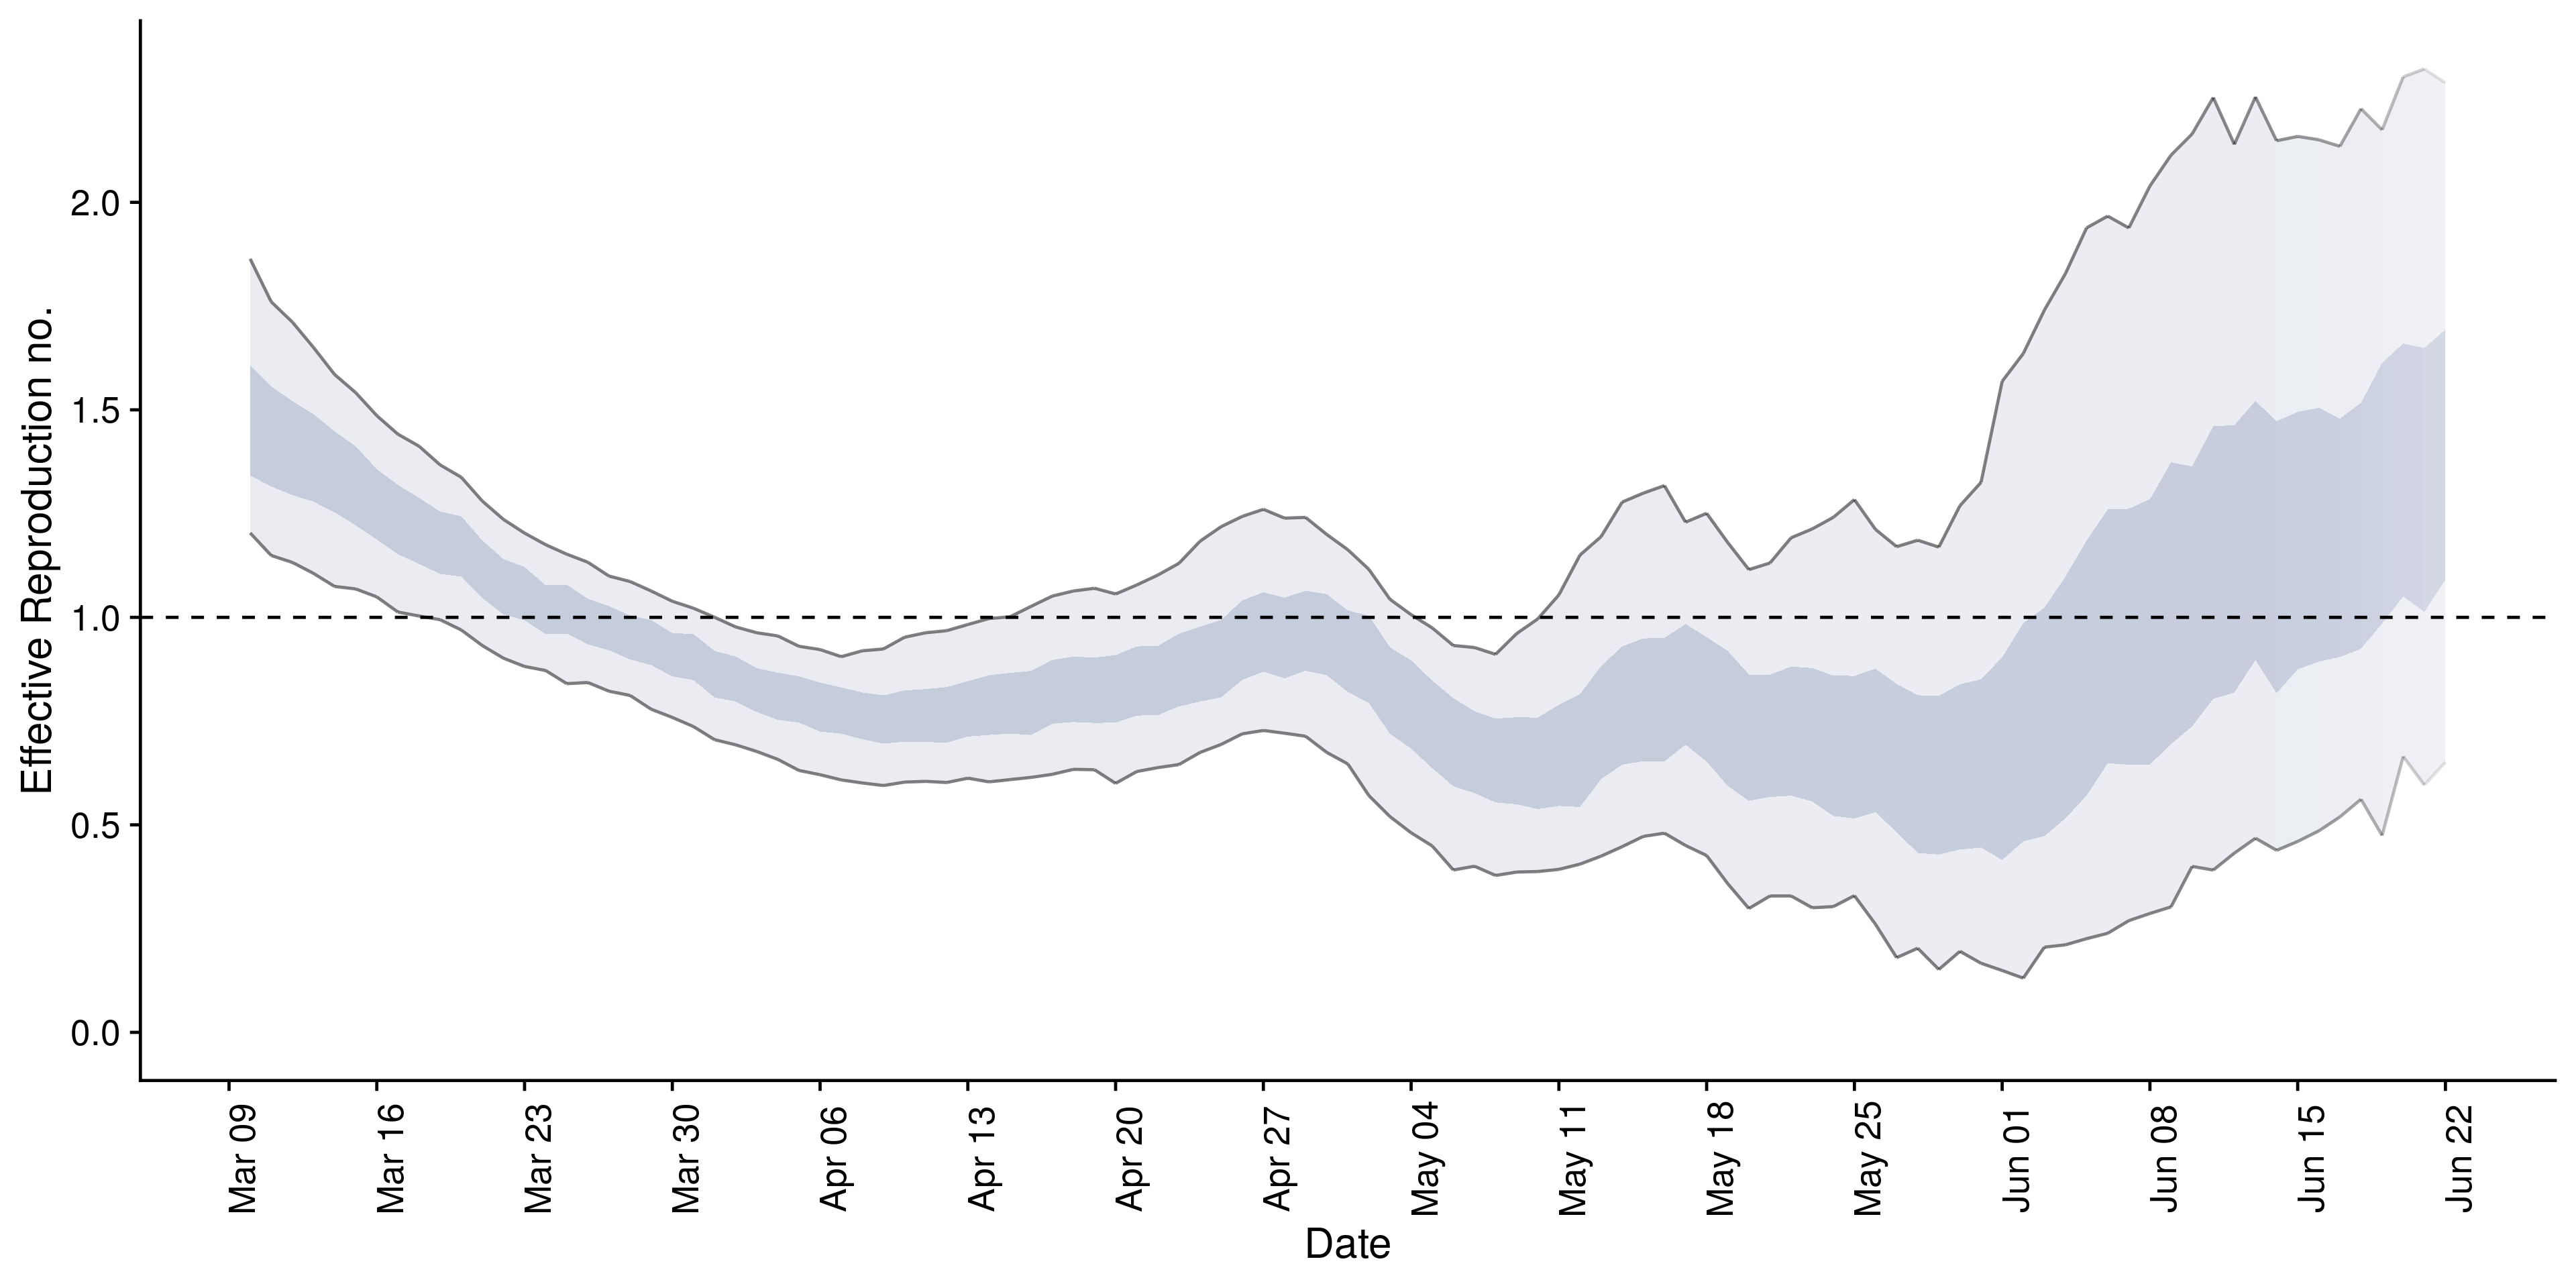 Effective Reproduction no.
2.0
1.5
1.0
0.5
0.0
Mar 09
Mar 16
Mar 23
Mar 30
Apr 06
Apr 13
Apr 20
Apr 27
May 04
May 11
May 18
May 25
Jun 01
Jun 08
Jun 15
Jun 22
Date